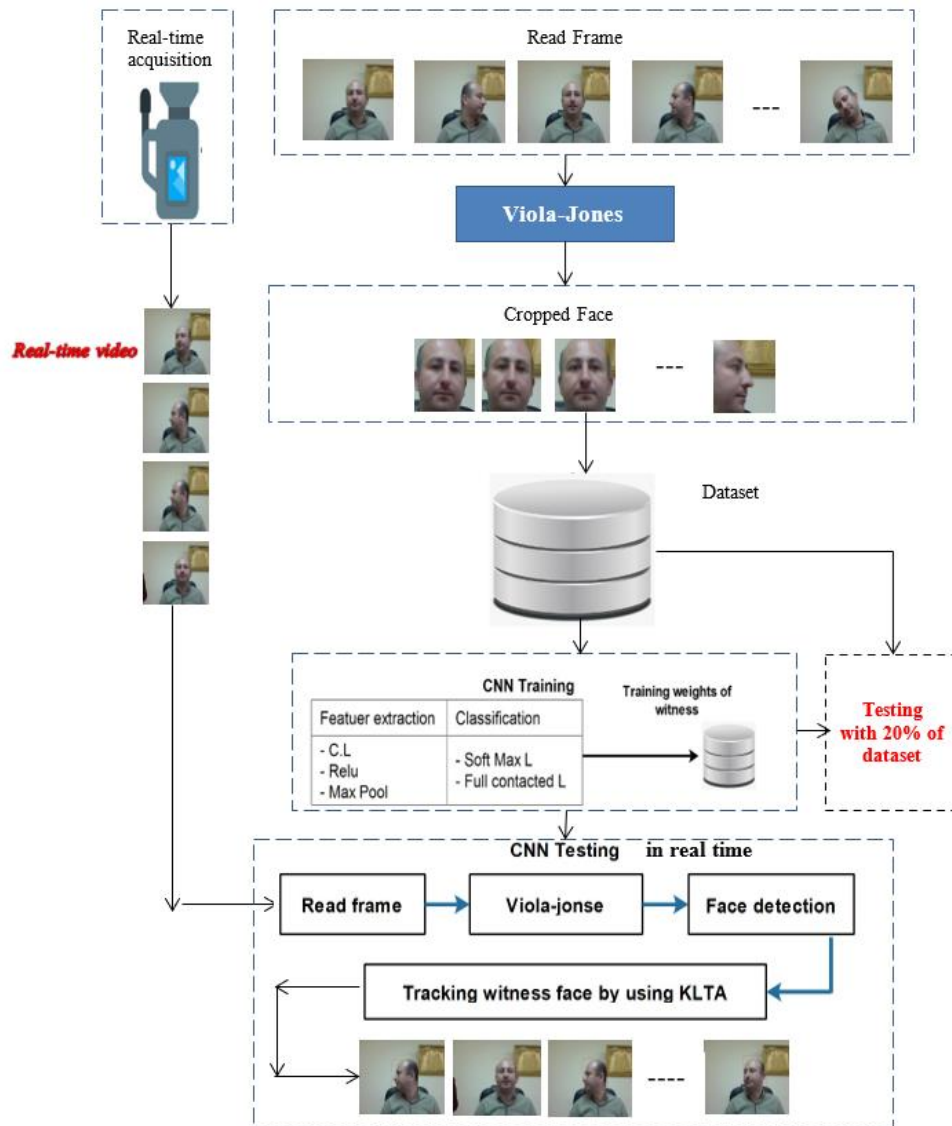 Real-time
acquisition
Read Frame
---
Viola-Jones
Cropped Face
---
Real-time video
Dataset
CNN Training
Featuer extraction
Classification
- C.L
- Relu
- Max Pool
- Soft Max L
- Full contacted L
Training weights of
witness
Testing
with 20% of
dataset
CNN Testing in real time
Read frame
Viola-jonse
Face detection
Tracking witness face by using KLTA
----